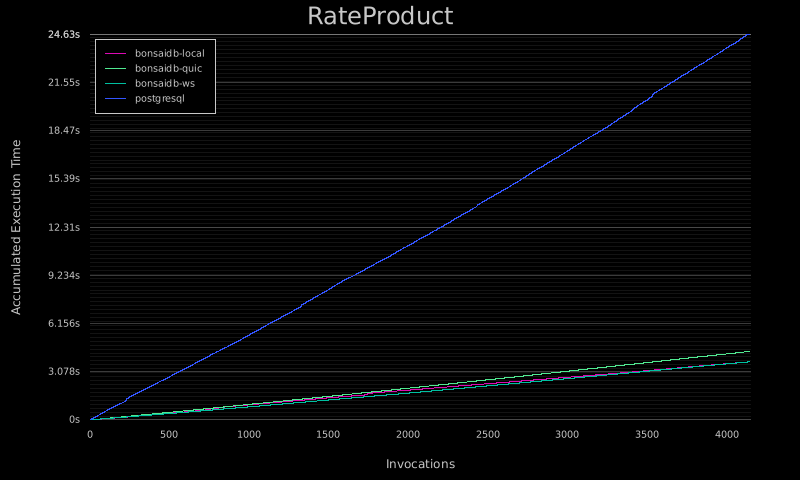 RateProduct
24.63s
bonsaidb-local
bonsaidb-quic
bonsaidb-ws
postgresql
21.55s
18.47s
15.39s
12.31s
9.234s
6.156s
3.078s
0s
Accumulated Execution Time
0 500 1000 1500 2000 2500 3000 3500 4000
Invocations